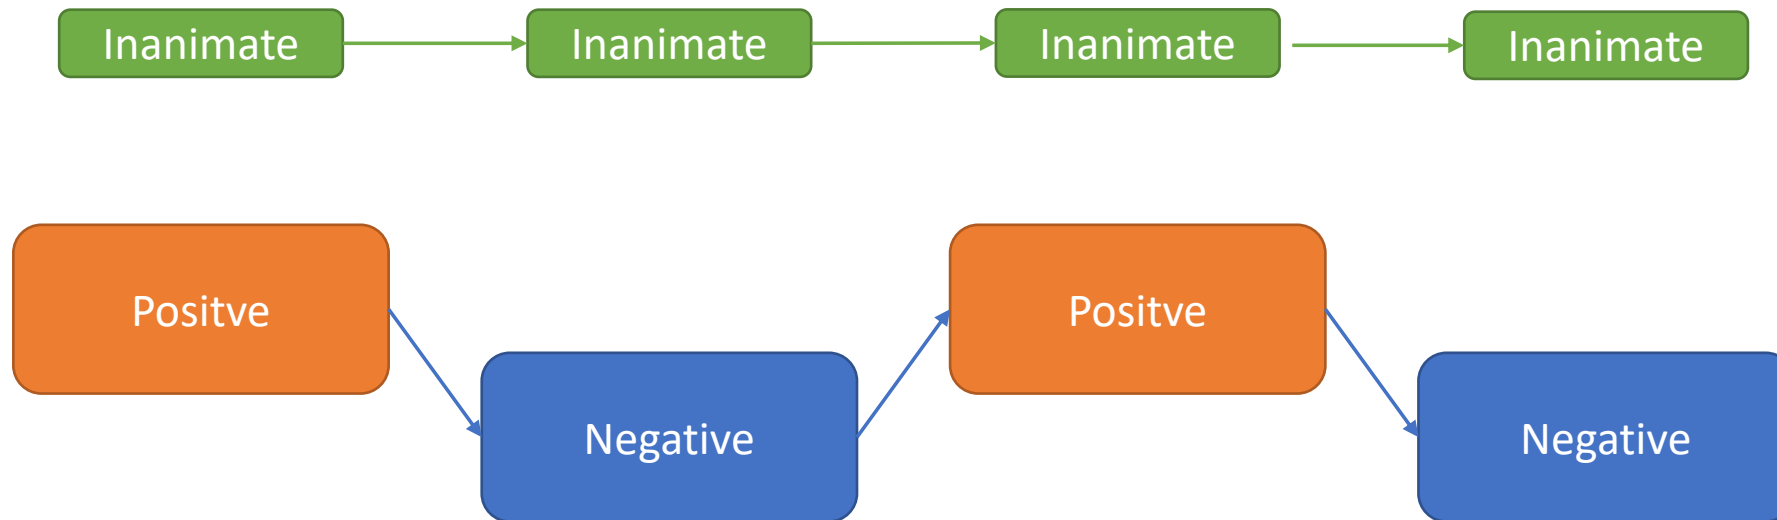 Inanimate
Inanimate
Inanimate
Inanimate
Positve
Negative
Positve
Negative